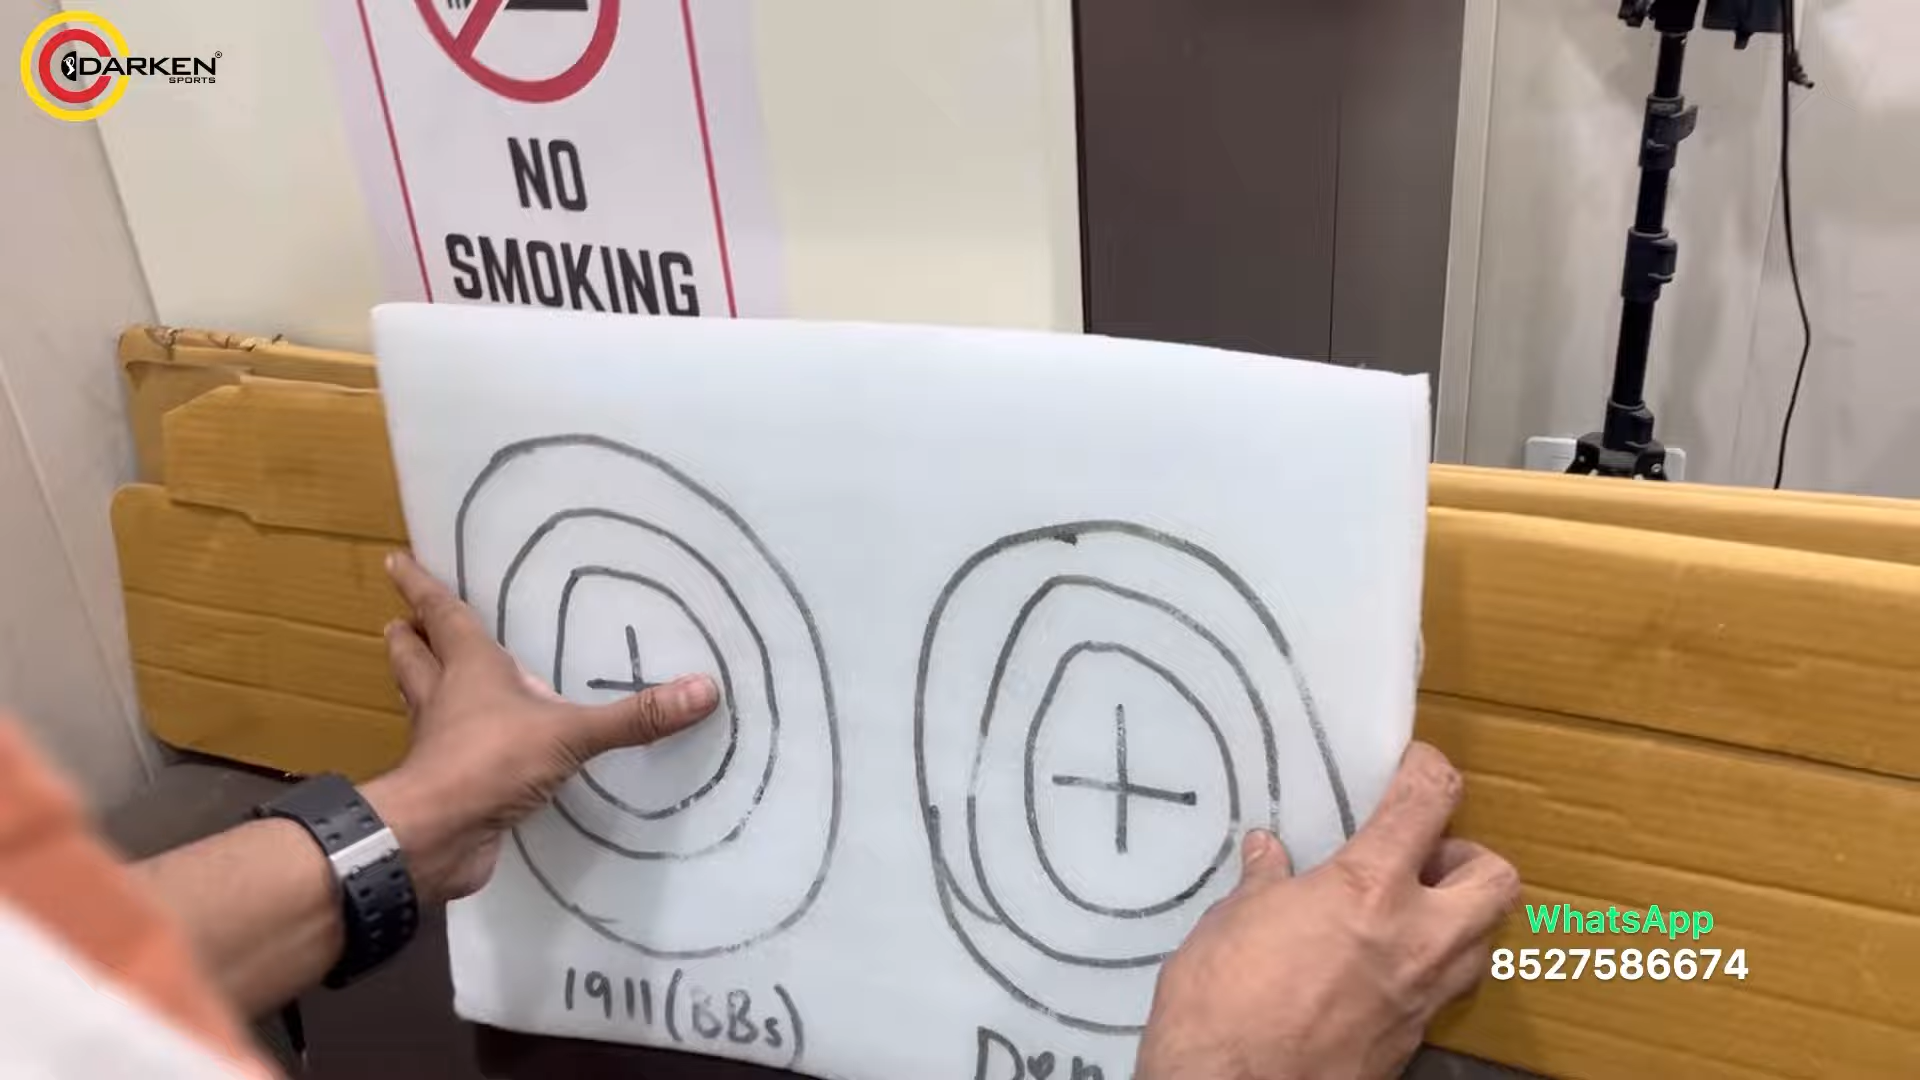 DARKEN®
SPORTS
NO
SMOKING
1911 (BBs)
WhatsApp
8527586674